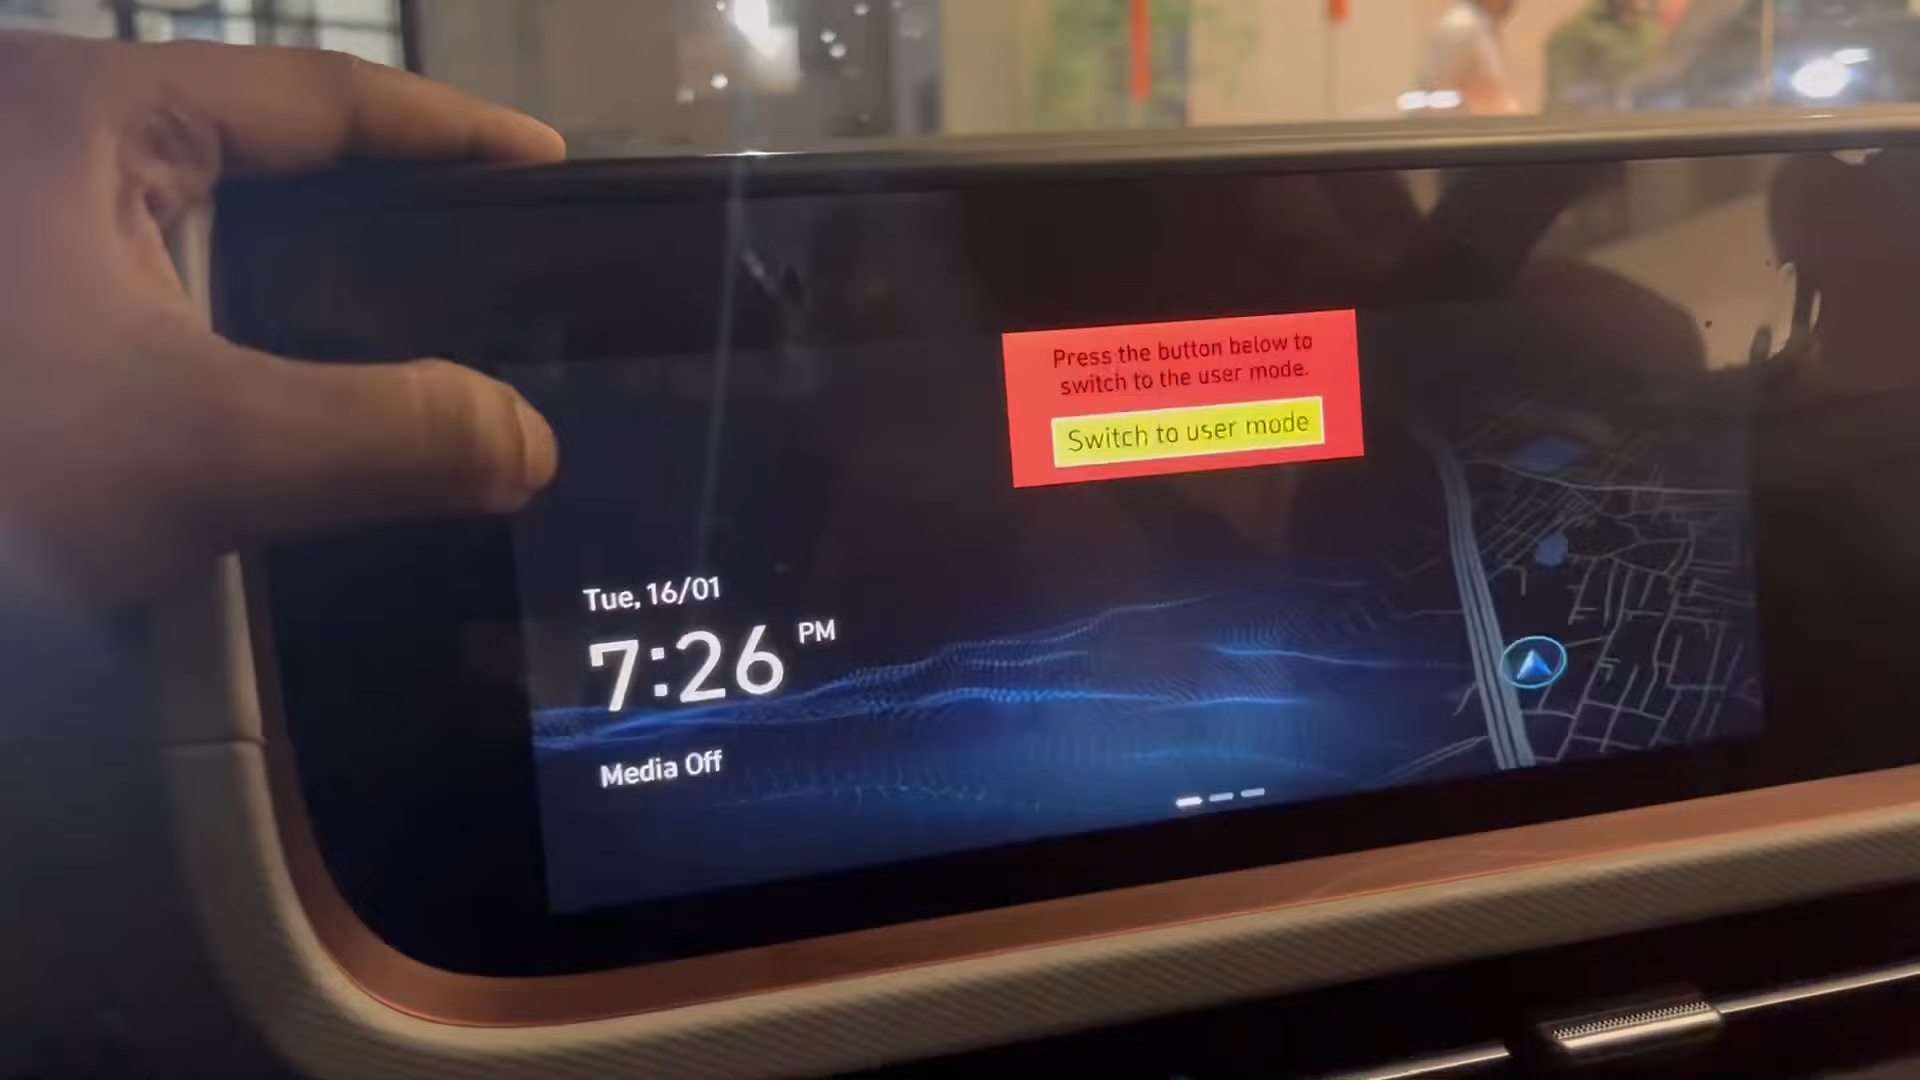 Press the button below to
switch to the user mode.
Switch to user mode
Tue, 16/01
7:26 PM
Media Off